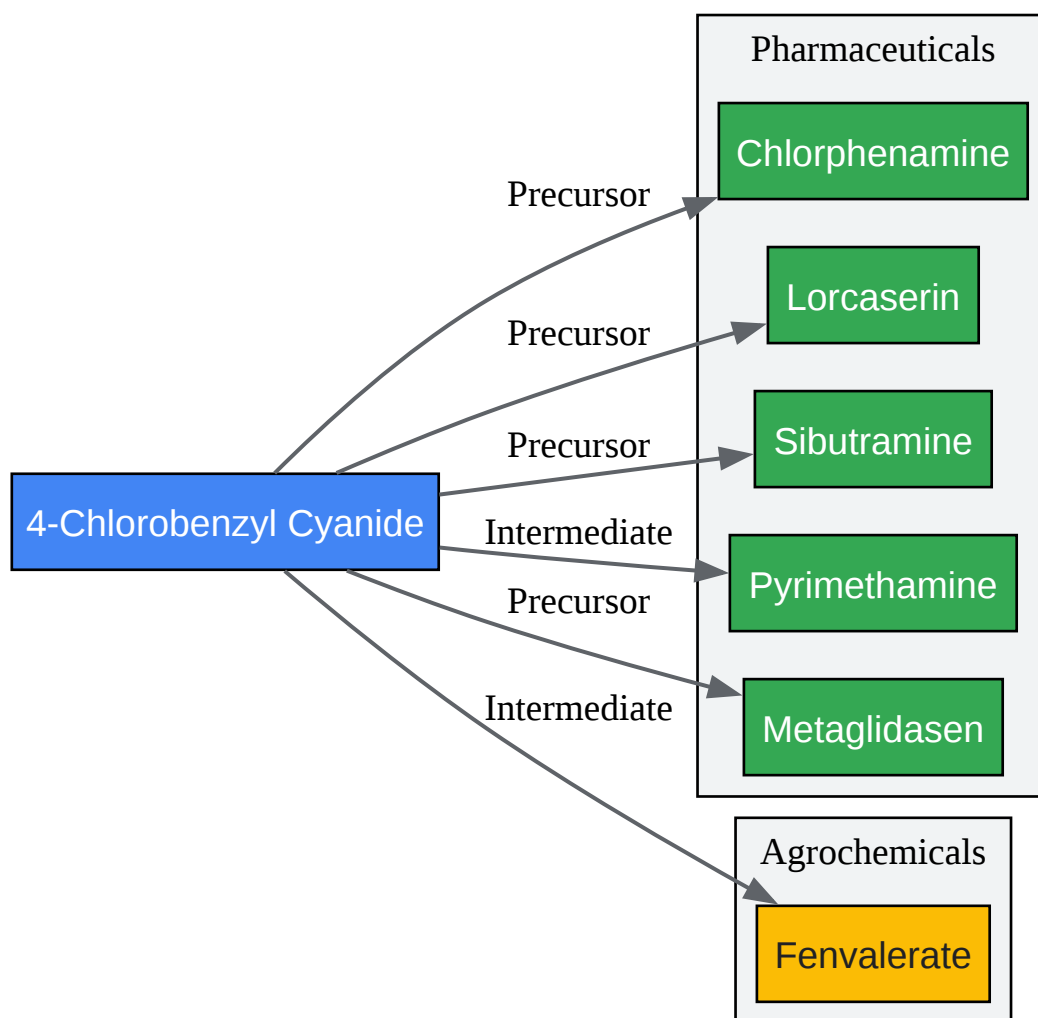 Pharmaceuticals
Chlorphenamine
Precursor
Lorcaserin
Precursor
Sibutramine
Precursor
4-Chlorobenzyl Cyanide
Intermediate
Pyrimethamine
Precursor
Intermediate
Metaglidasen
Agrochemicals
Fenvalerate